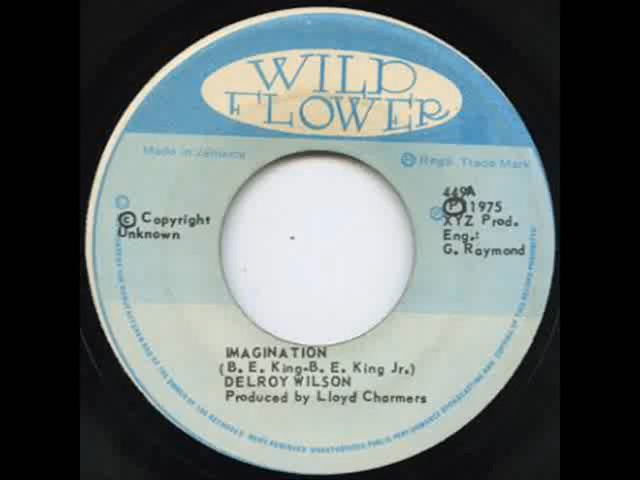 WILD
FLOWER
Made in Jamaica
® Regd. Trade Mark
449A
℗ 1975
© Copyright
Unknown
XYZ Prod.
Eng.:
G. Raymond
IMAGINATION
(B. E. King-B. E. King Jr.)
DELROY WILSON
Produced by Lloyd Charmers